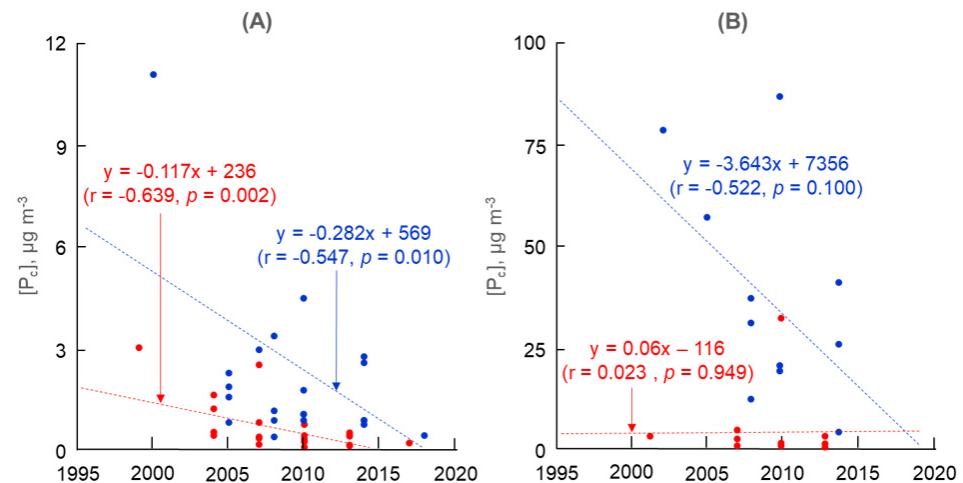 (A)
12
9
6
3
0
[Pc], µg m-3
y = -0.117x + 236
(r = -0.639, p = 0.002)
y = -0.282x + 569
(r = -0.547, p = 0.010)
1995 2000 2005 2010 2015 2020
(B)
100
75
50
25
0
[Pc], µg m-3
y = -3.643x + 7356
(r = -0.522, p = 0.100)
y = 0.06x – 116
(r = 0.023 , p = 0.949)
1995 2000 2005 2010 2015 2020